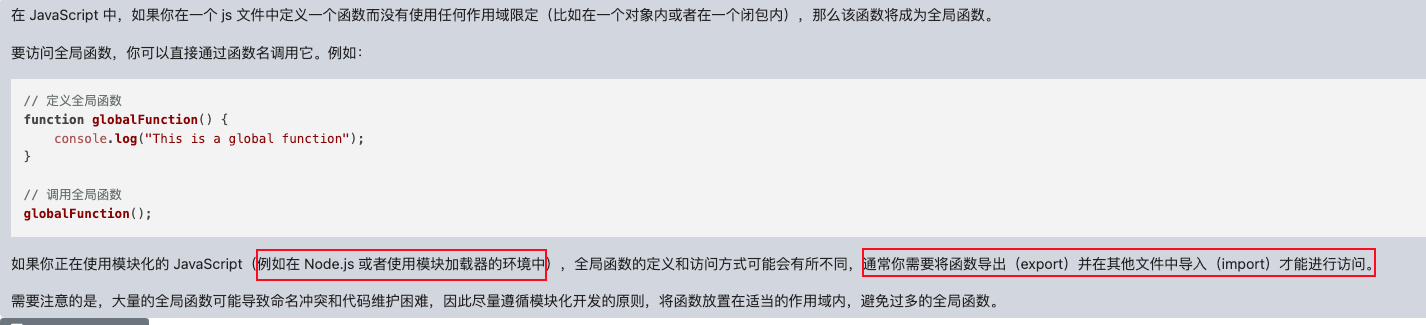 在 JavaScript 中，如果你在一个 js 文件中定义一个函数而没有使用任何作用域限定（比如在一个对象内或者在一个闭包内），那么该函数将成为全局函数。
要访问全局函数，你可以直接通过函数名调用它。例如：
// 定义全局函数
function globalFunction() {
    console.log("This is a global function");
}
// 调用全局函数
globalFunction();
如果你正在使用模块化的 JavaScript（例如在 Node.js 或者使用模块加载器的环境中），全局函数的定义和访问方式可能会有所不同，通常你需要将函数导出（export）并在其他文件中导入（import）才能进行访问。
需要注意的是，大量的全局函数可能导致命名冲突和代码维护困难，因此尽量遵循模块化开发的原则，将函数放置在适当的作用域内，避免过多的全局函数。